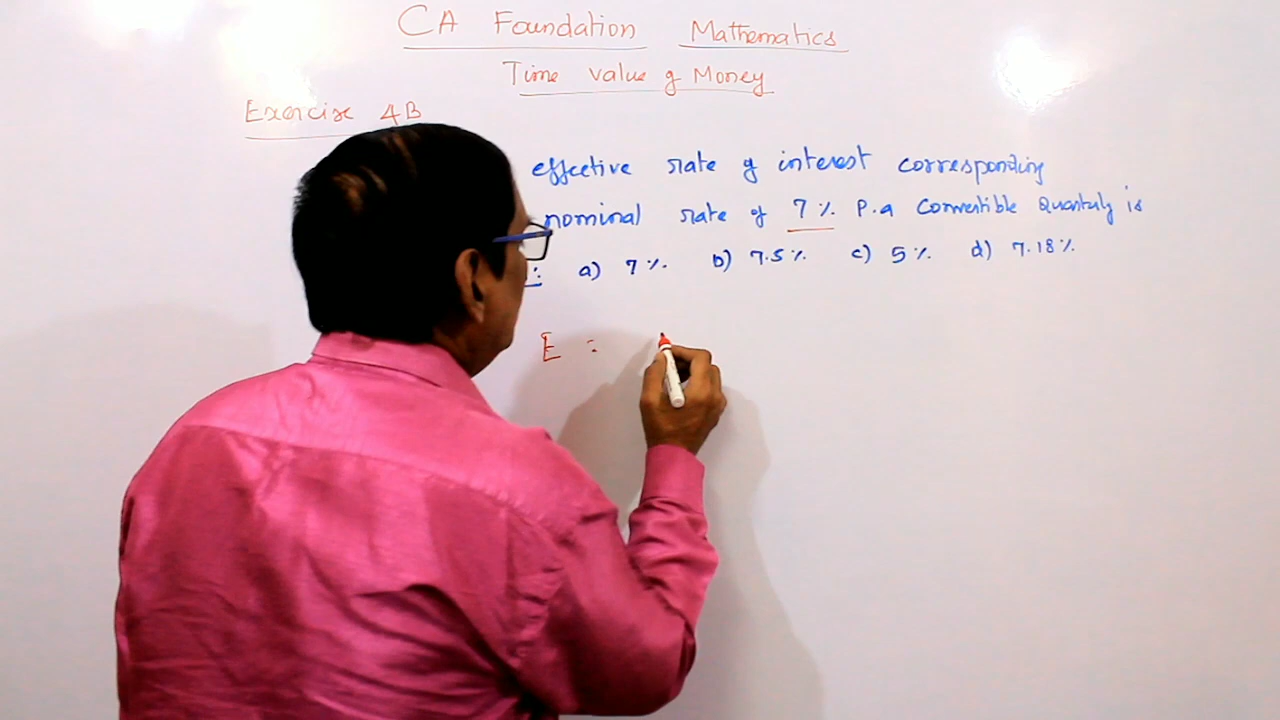 CA Foundation Mathematics
Time Value of Money
Exercise 4B
effective rate of interest corresponding
nominal rate of 7% P.a Convertible Quarterly is
a) 7% b) 7.5% c) 5% d) 7.18%
E =